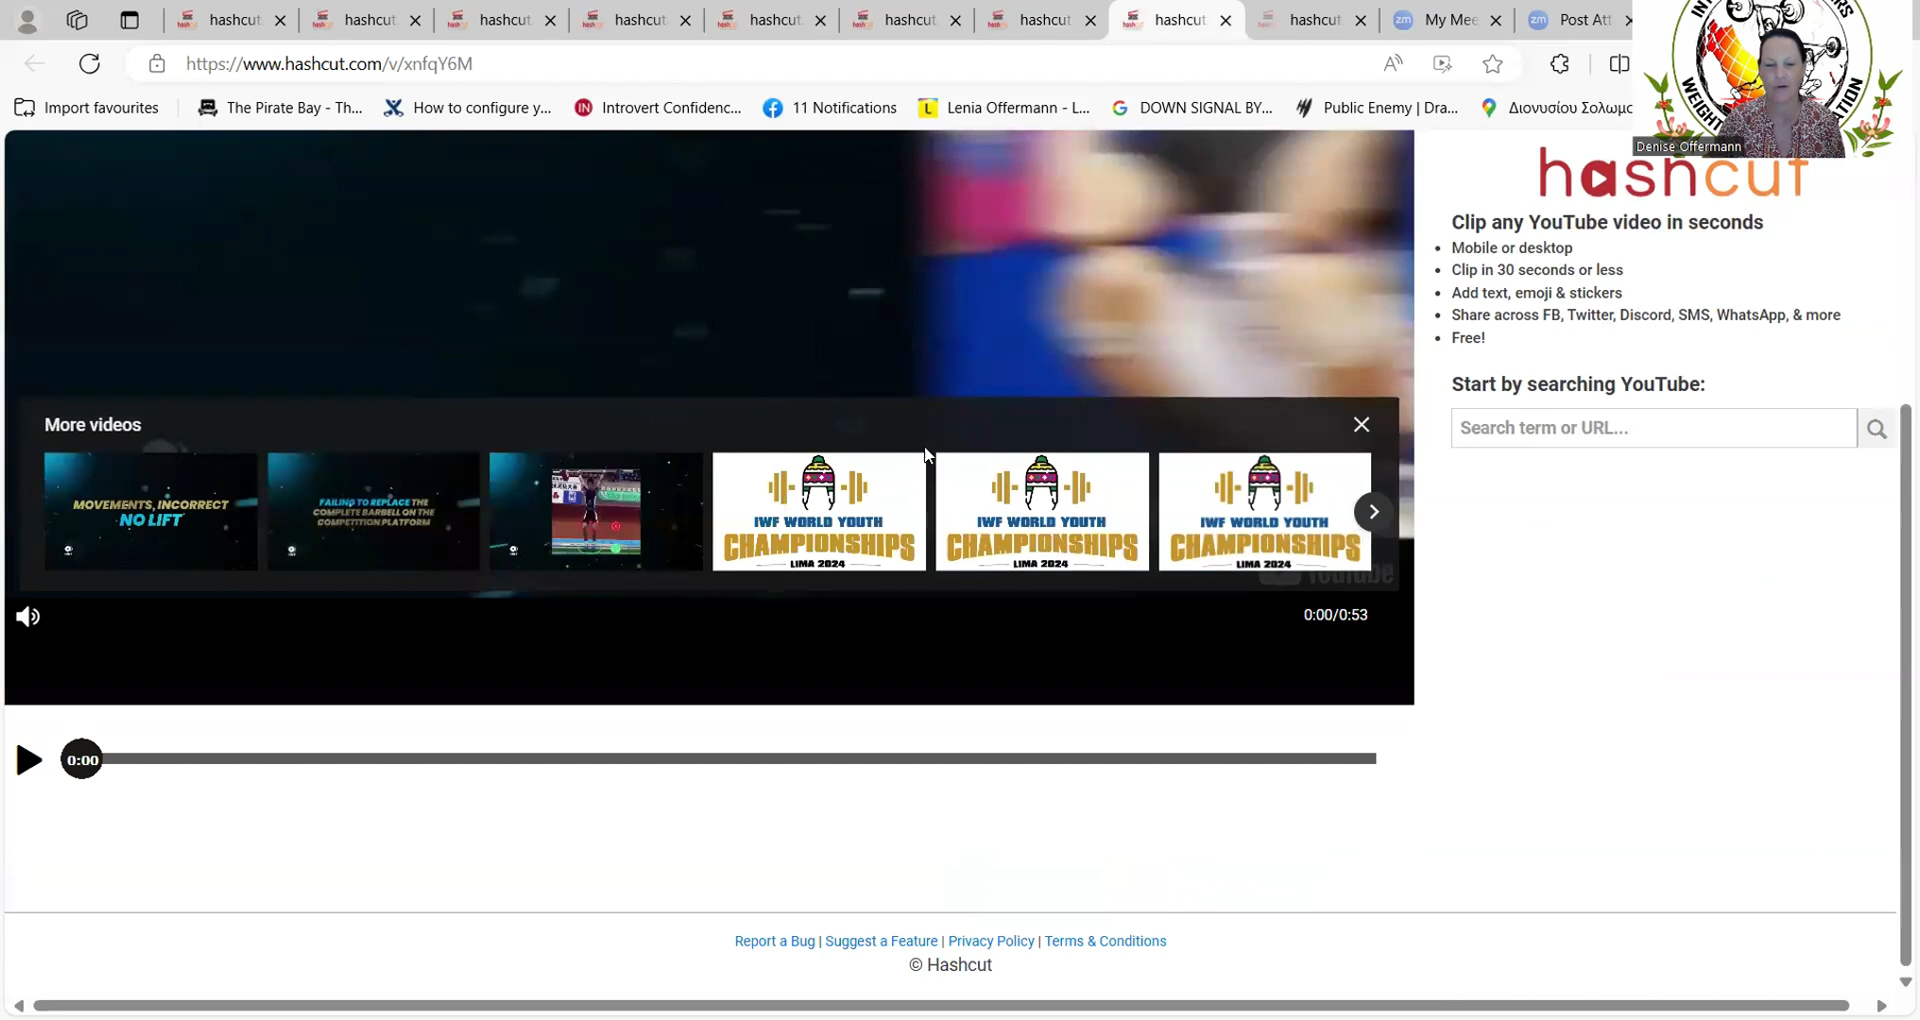 hashcut
hashcut
hashcut
hashcut
hashcut
hashcut
hashcut
hashcut
hashcut
zm My Mee
zm Post Att
https://www.hashcut.com/v/xnfqY6M
Import favourites
The Pirate Bay - Th...
How to configure y...
IN Introvert Confidenc...
11 Notifications
L Lenia Offermann - L...
G DOWN SIGNAL BY...
Public Enemy | Dra...
Διονυσίου Σολωμο
Denise Offermann
hashcut
Clip any YouTube video in seconds
• Mobile or desktop
• Clip in 30 seconds or less
• Add text, emoji & stickers
• Share across FB, Twitter, Discord, SMS, WhatsApp, & more
• Free!
Start by searching YouTube:
Search term or URL...
More videos
MOVEMENTS, INCORRECT
NO LIFT
FAILING TO REPLACE THE
COMPLETE BARBELL ON THE
COMPETITION PLATFORM
IWF WORLD YOUTH
CHAMPIONSHIPS
LIMA 2024
IWF WORLD YOUTH
CHAMPIONSHIPS
LIMA 2024
IWF WORLD YOUTH
CHAMPIONSHIPS
LIMA 2024
YouTube
0:00/0:53
0:00
Report a Bug | Suggest a Feature | Privacy Policy | Terms & Conditions
© Hashcut